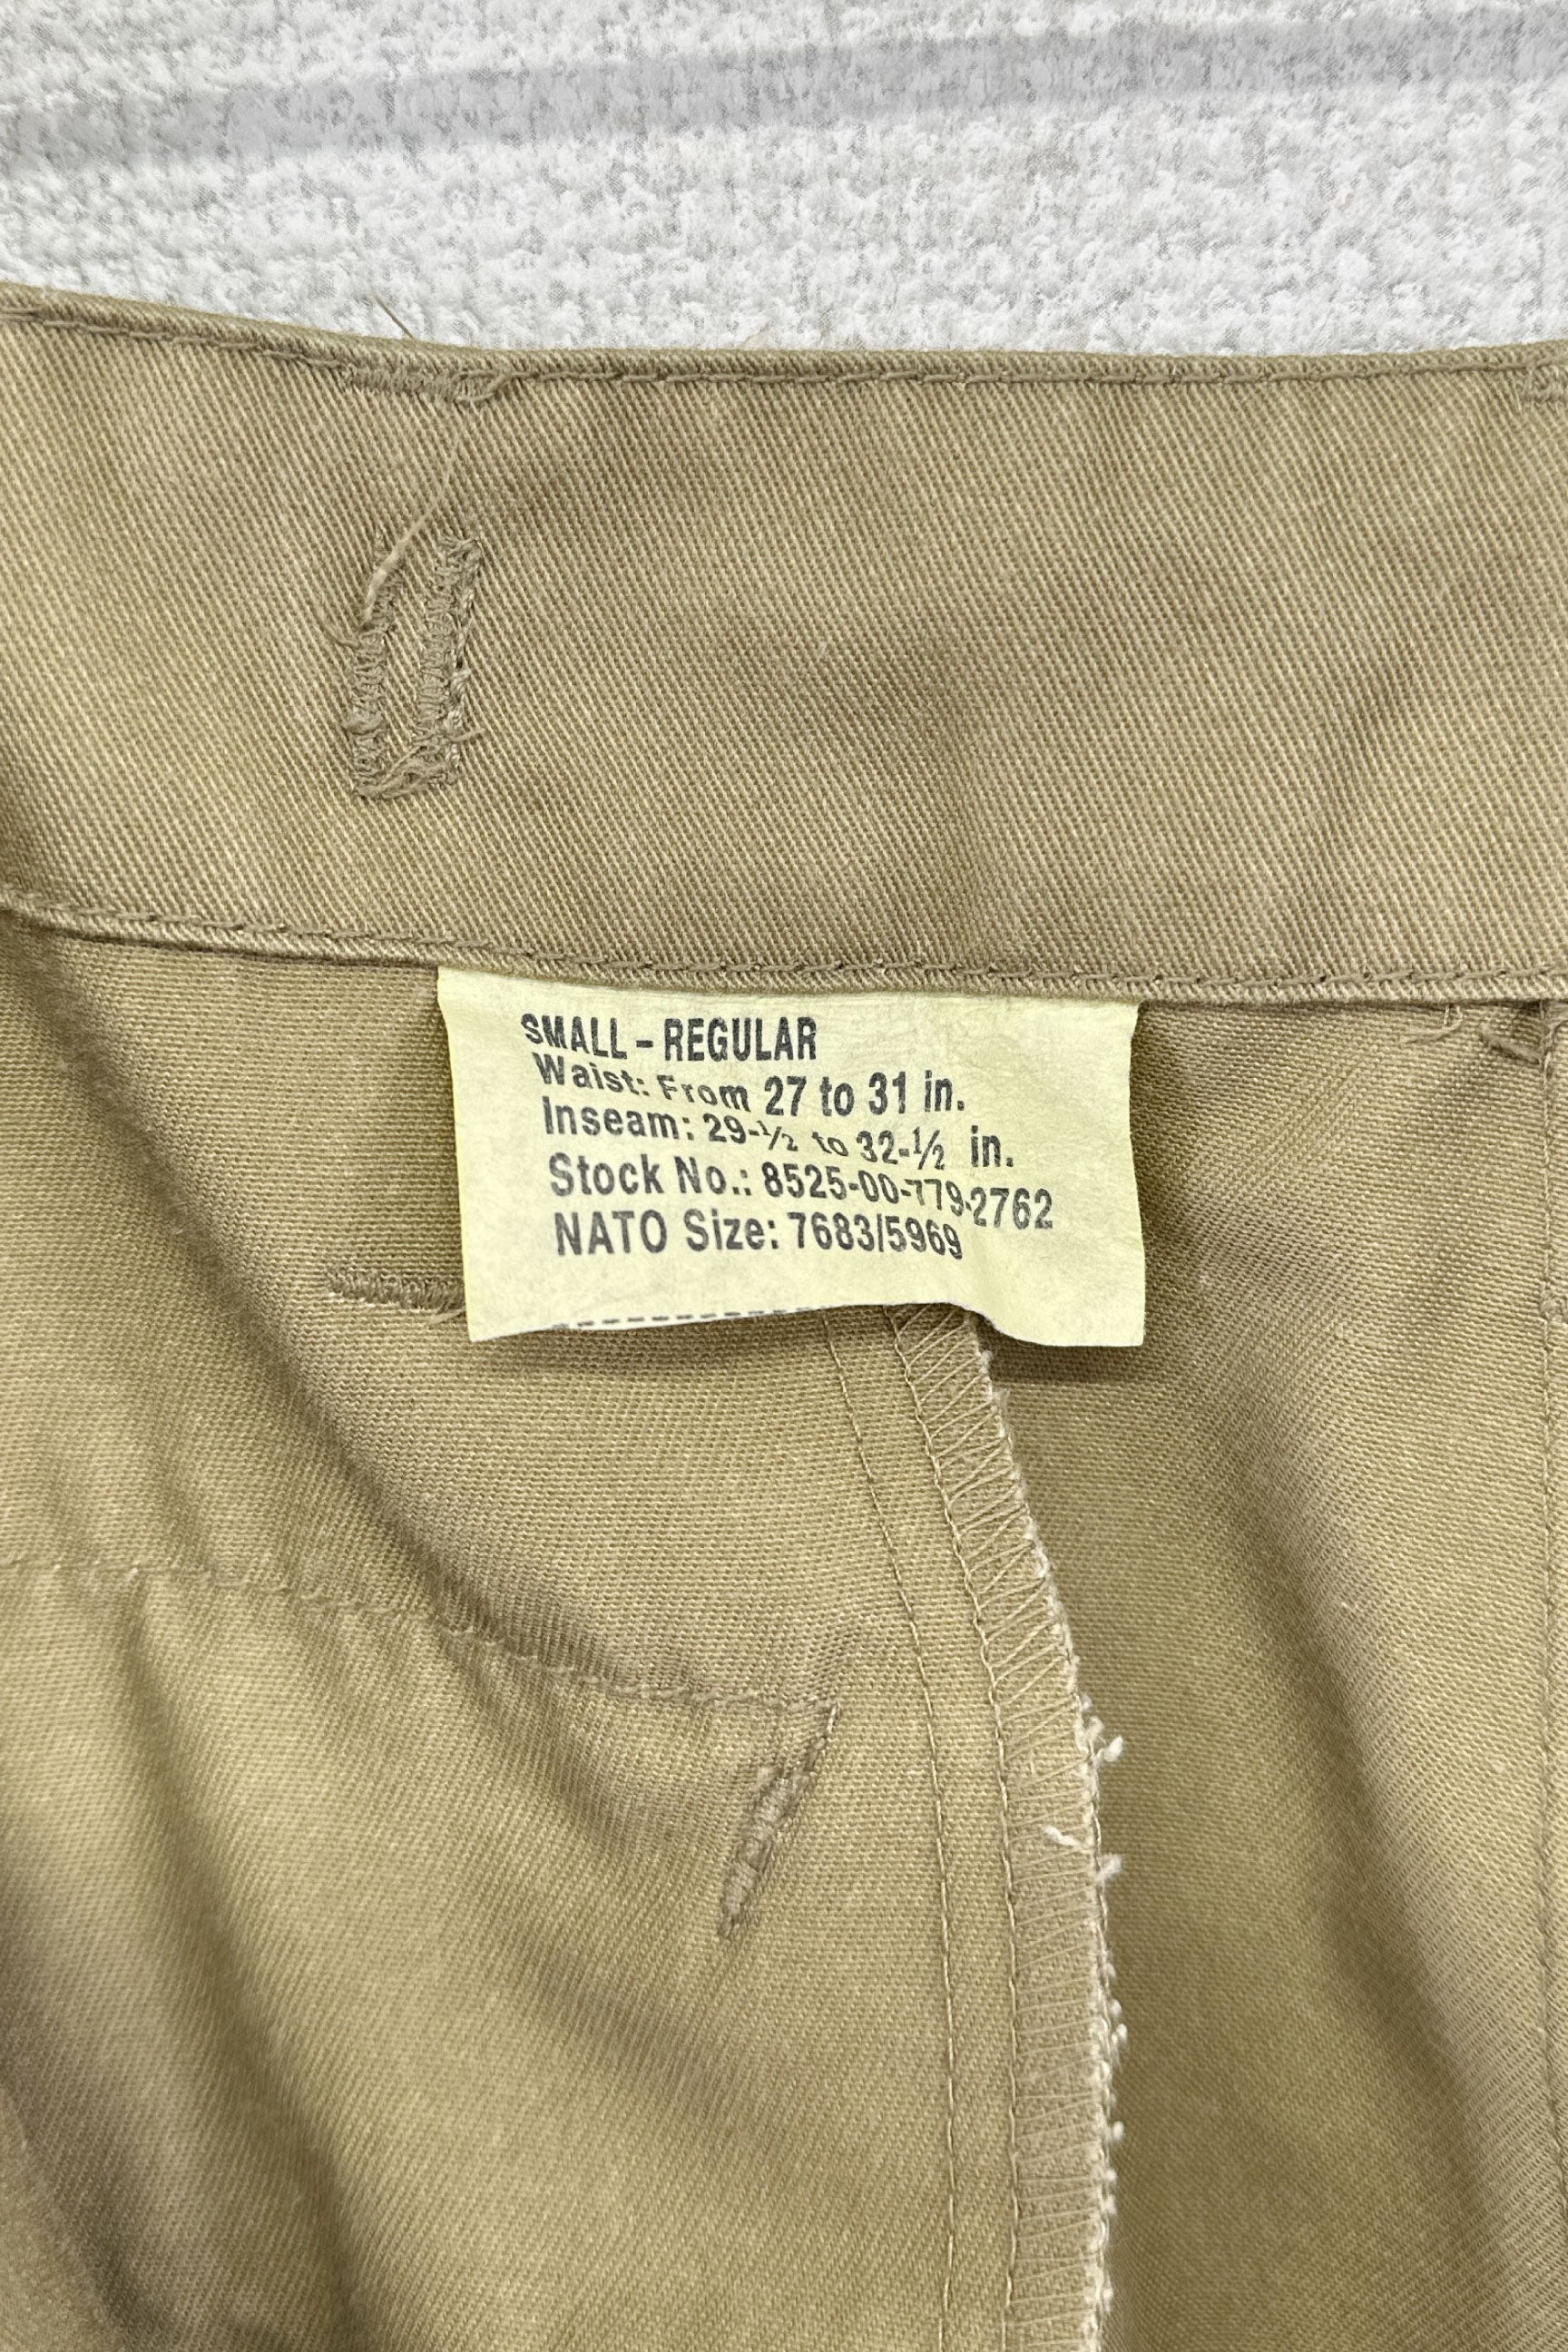 SMALL - REGULAR
Waist: From 27 to 31 in.
Inseam: 29-½ to 32-½ in.
Stock No.: 8525-00-779-2762
NATO Size: 7683/5969